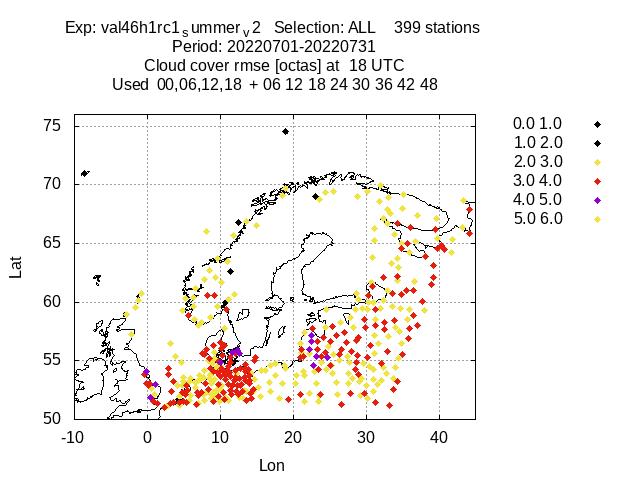 Exp: val46h1rc1summerv2 Selection: ALL 399 stations
Period: 20220701-20220731
Cloud cover rmse [octas] at 18 UTC
Used 00,06,12,18 + 06 12 18 24 30 36 42 48
0.0 1.0
1.0 2.0
2.0 3.0
3.0 4.0
4.0 5.0
5.0 6.0
75
70
65
60
55
50
Lat
-10 0 10 20 30 40
Lon